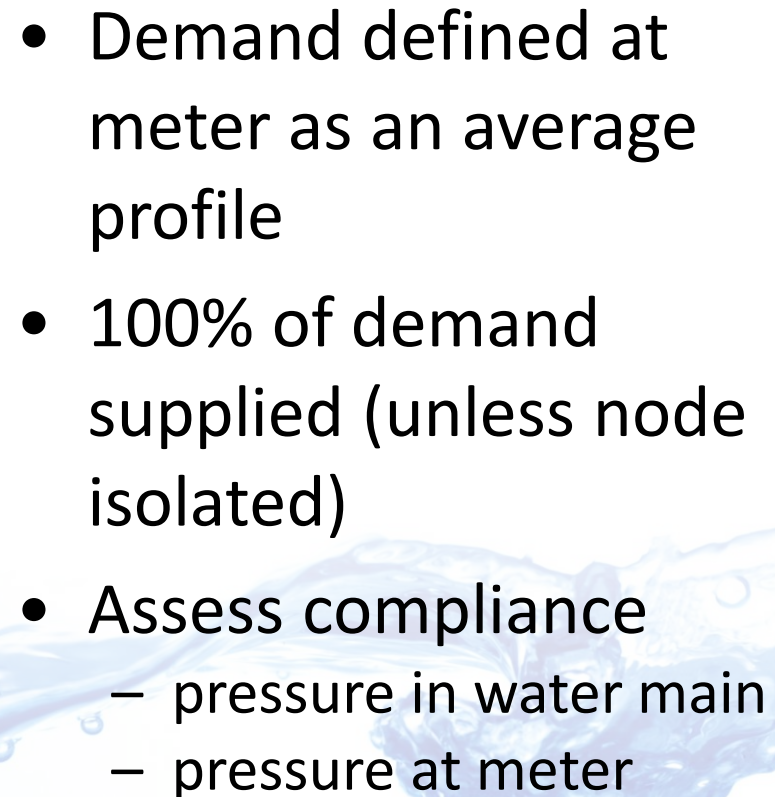 • Demand defined at
meter as an average
profile
• 100% of demand
supplied (unless node
isolated)
• Assess compliance
– pressure in water main
– pressure at meter